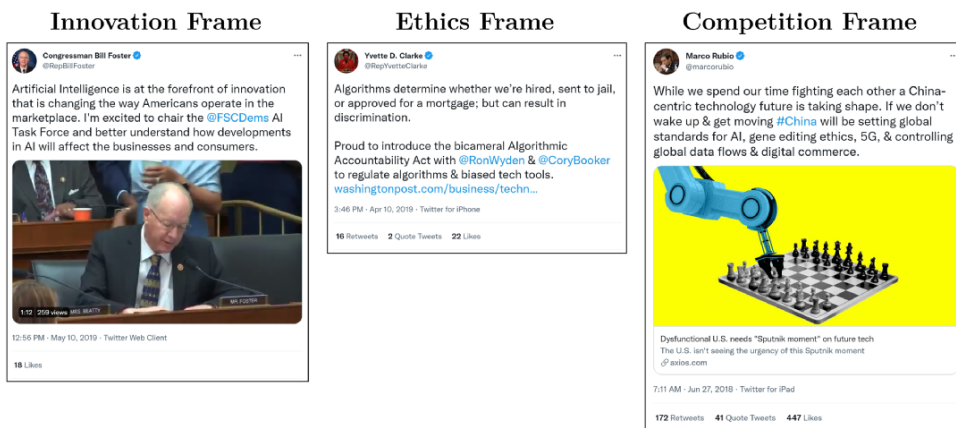 Innovation Frame
Congressman Bill Foster
@RepBillFoster
Artificial Intelligence is at the forefront of innovation
that is changing the way Americans operate in the
marketplace. I'm excited to chair the @FSCDems AI
Task Force and better understand how developments
in AI will affect the businesses and consumers.
MR. FOSTER
1:12 259 views MRS. BEATTY
12:56 PM · May 10, 2019 · Twitter Web Client
18 Likes
Ethics Frame
Yvette D. Clarke
@RepYvetteClarke
Algorithms determine whether we're hired, sent to jail,
or approved for a mortgage; but can result in
discrimination.
Proud to introduce the bicameral Algorithmic
Accountability Act with @RonWyden & @CoryBooker
to regulate algorithms & biased tech tools.
washingtonpost.com/business/techn...
3:46 PM · Apr 10, 2019 · Twitter for iPhone
16 Retweets 2 Quote Tweets 22 Likes
Competition Frame
Marco Rubio
@marcorubio
While we spend our time fighting each other a China-
centric technology future is taking shape. If we don't
wake up & get moving #China will be setting global
standards for AI, gene editing ethics, 5G, & controlling
global data flows & digital commerce.
Dysfunctional U.S. needs "Sputnik moment" on future tech
The U.S. isn't seeing the urgency of this Sputnik moment
axios.com
7:11 AM · Jun 27, 2018 · Twitter for iPad
172 Retweets 41 Quote Tweets 447 Likes